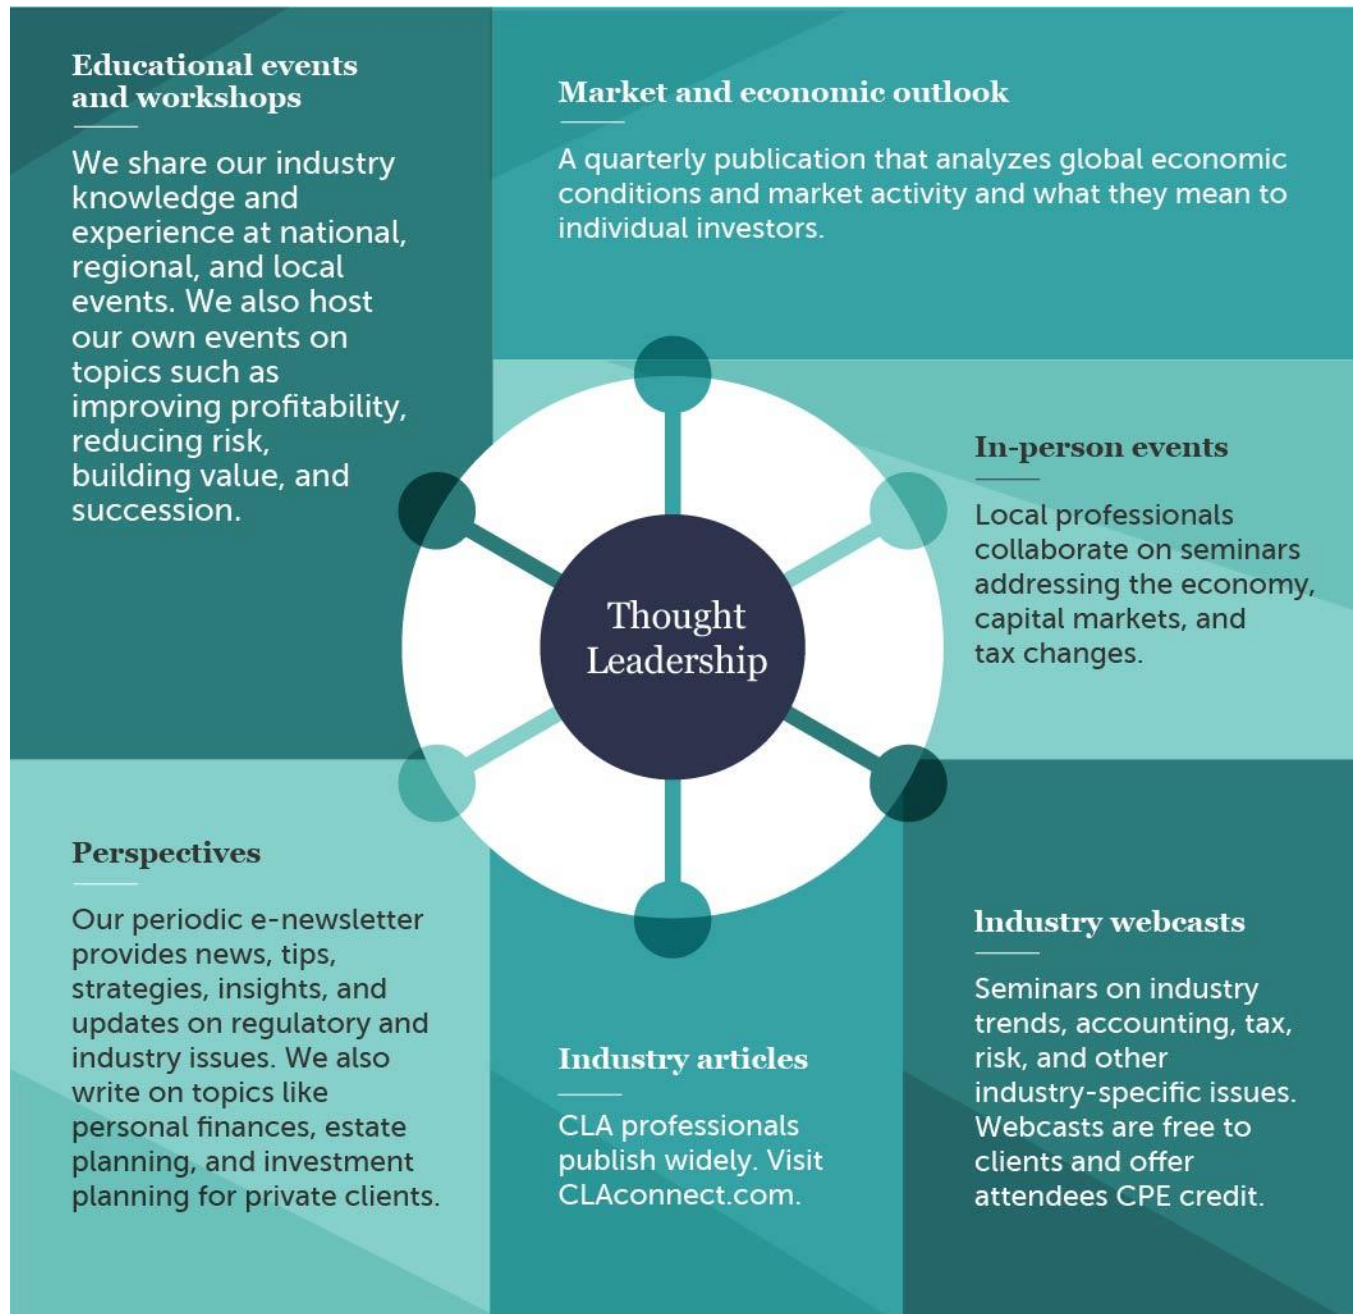 Educational events
and workshops
We share our industry
knowledge and
experience at national,
regional, and local
events. We also host
our own events on
topics such as
improving profitability,
reducing risk,
building value, and
succession.
Market and economic outlook
A quarterly publication that analyzes global economic
conditions and market activity and what they mean to
individual investors.
In-person events
Local professionals
collaborate on seminars
addressing the economy,
capital markets, and
tax changes.
Thought
Leadership
Perspectives
Our periodic e-newsletter
provides news, tips,
strategies, insights, and
updates on regulatory and
industry issues. We also
write on topics like
personal finances, estate
planning, and investment
planning for private clients.
Industry articles
CLA professionals
publish widely. Visit
CLAconnect.com.
Industry webcasts
Seminars on industry
trends, accounting, tax,
risk, and other
industry-specific issues.
Webcasts are free to
clients and offer
attendees CPE credit.